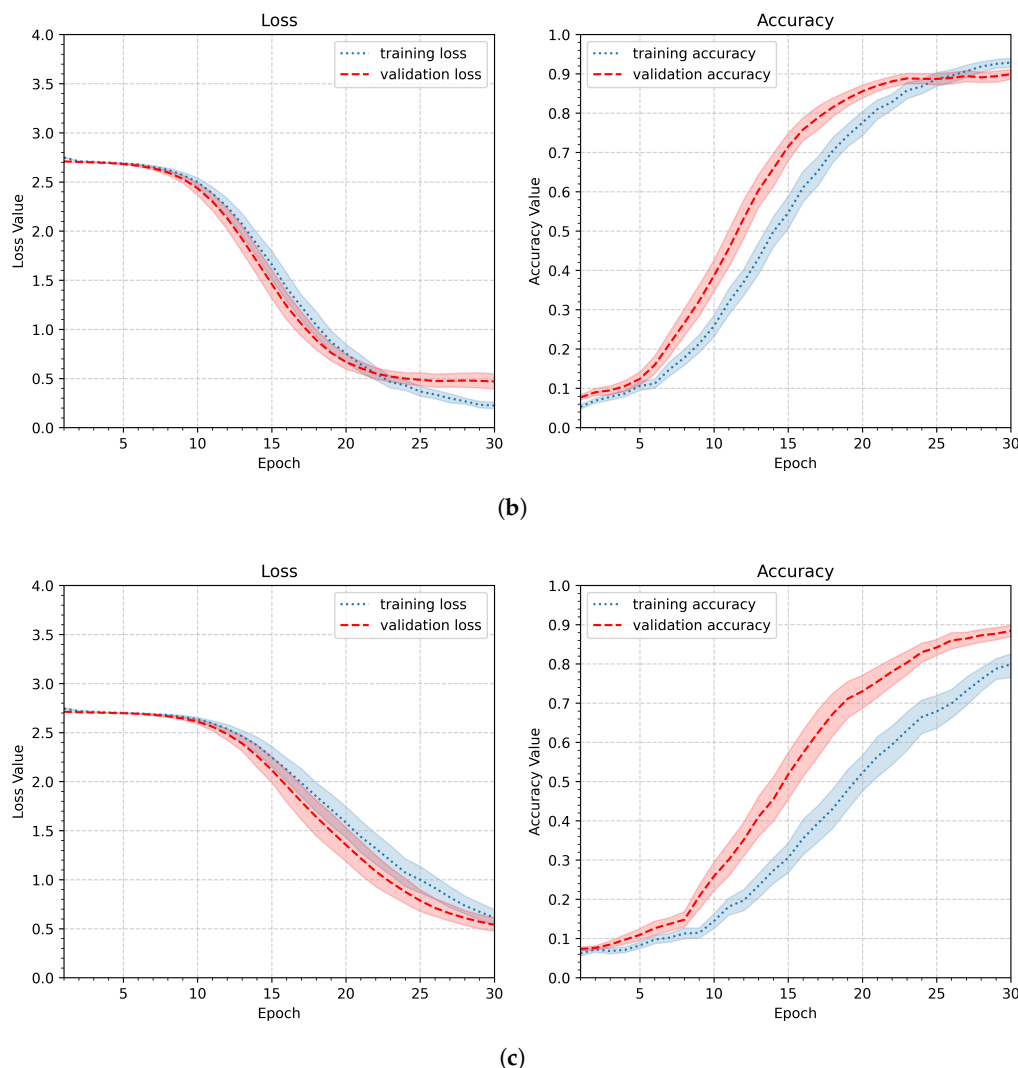 Loss
4.0
3.5
3.0
2.5
2.0
1.5
1.0
0.5
0.0
Loss Value
training loss
validation loss
5 10 15 20 25 30
Epoch
Accuracy
1.0
0.9
0.8
0.7
0.6
0.5
0.4
0.3
0.2
0.1
0.0
Accuracy Value
training accuracy
validation accuracy
5 10 15 20 25 30
Epoch
(b)
Loss
4.0
3.5
3.0
2.5
2.0
1.5
1.0
0.5
0.0
Loss Value
training loss
validation loss
5 10 15 20 25 30
Epoch
Accuracy
1.0
0.9
0.8
0.7
0.6
0.5
0.4
0.3
0.2
0.1
0.0
Accuracy Value
training accuracy
validation accuracy
5 10 15 20 25 30
Epoch
(c)